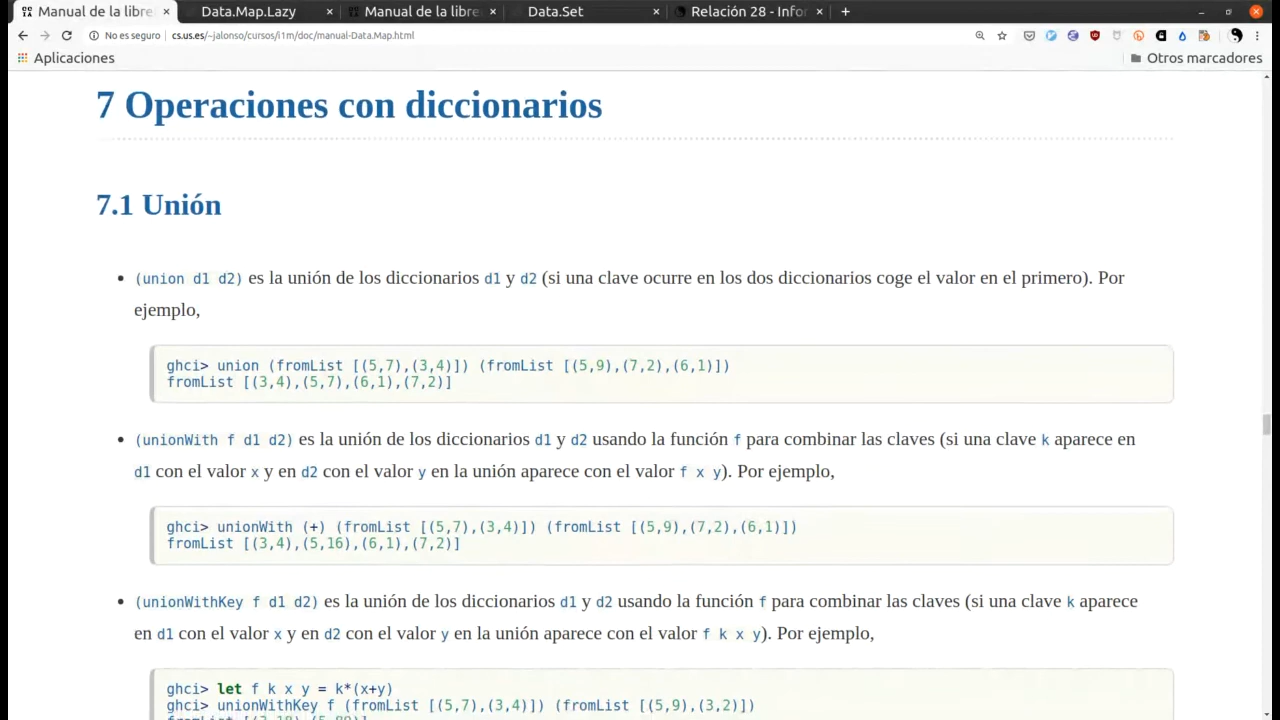 Manual de la libre × Data.Map.Lazy × Manual de la libre × Data.Set × Relación 28 - Infor × +
No es seguro | cs.us.es/~jalonso/cursos/i1m/doc/manual-Data.Map.html
Aplicaciones Otros marcadores
7 Operaciones con diccionarios
7.1 Unión
• (union d1 d2) es la unión de los diccionarios d1 y d2 (si una clave ocurre en los dos diccionarios coge el valor en el primero). Por
ejemplo,
ghci> union (fromList [(5,7),(3,4)]) (fromList [(5,9),(7,2),(6,1)])
fromList [(3,4),(5,7),(6,1),(7,2)]
• (unionWith f d1 d2) es la unión de los diccionarios d1 y d2 usando la función f para combinar las claves (si una clave k aparece en
d1 con el valor x y en d2 con el valor y en la unión aparece con el valor f x y). Por ejemplo,
ghci> unionWith (+) (fromList [(5,7),(3,4)]) (fromList [(5,9),(7,2),(6,1)])
fromList [(3,4),(5,16),(6,1),(7,2)]
• (unionWithKey f d1 d2) es la unión de los diccionarios d1 y d2 usando la función f para combinar las claves (si una clave k aparece
en d1 con el valor x y en d2 con el valor y en la unión aparece con el valor f k x y). Por ejemplo,
ghci> let f k x y = k*(x+y)
ghci> unionWithKey f (fromList [(5,7),(3,4)]) (fromList [(5,9),(3,2)])
fromList [(3,18),(5,80)]